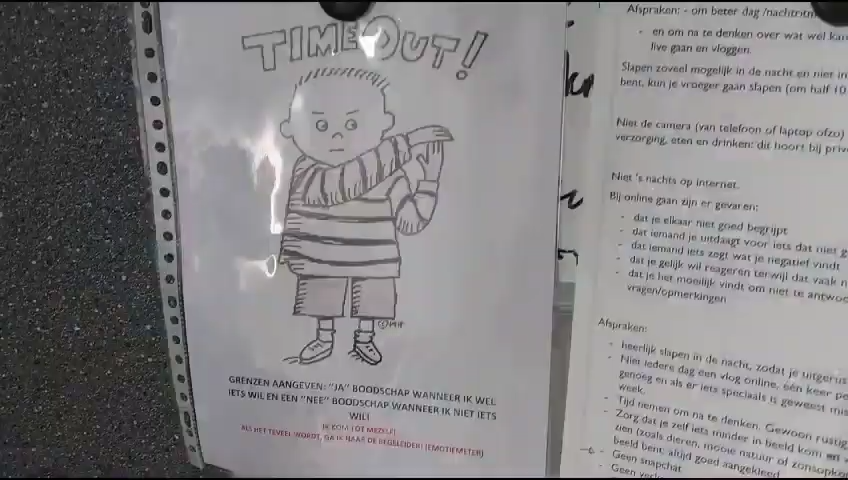 TIME OUT!
©MIP
GRENZEN AANGEVEN: "JA" BOODSCHAP WANNEER IK WEL
IETS WIL EN EEN "NEE" BOODSCHAP WANNEER IK NIET IETS
WIL!
IK KOM TOT MEZELF!
ALS HET TEVEEL WORDT, GA IK NAAR DE BEGELEIDER! (EMOTIEMETER)
Afspraken: - om beter dag /nachtritm
- en om na te denken over wat wel kan
live gaan en vloggen.
Slapen zoveel mogelijk in de nacht en niet in
bent, kun je vroeger gaan slapen (om half 10
Niet de camera (van telefoon of laptop ofzo)
verzorging, eten en drinken: dit hoort bij priv
Niet 's nachts op internet.
Bij online gaan zijn er gevaren:
- dat je elkaar niet goed begrijpt
- dat iemand je uitdaagt voor iets dat niet g
- dat iemand iets zegt wat je negatief vindt
- dat je gelijk wil reageren terwijl dat vaak n
- dat je het moeilijk vindt om niet te antwoo
vragen/opmerkingen
Afspraken:
- heerlijk slapen in de nacht, zodat je uitgerus
- Niet iedere dag een vlog online, één keer pe
genoeg en als er iets speciaals is geweest mis
week.
- Tijd nemen om na te denken. Gewoon rustig
- Zorg dat je zelf iets minder in beeld kom en
zien (zoals dieren, mooie natuur of zonsopko
beeld bent: altijd goed aangekleed
- Geen snapchat
- Geen